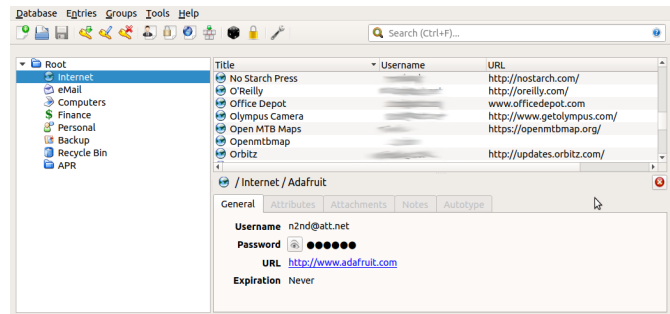 Database Entries Groups Tools Help
Search (Ctrl+F)...
Root
Internet
eMail
Computers
Finance
Personal
Backup
Recycle Bin
APR
Title Username URL
No Starch Press http://nostarch.com/
O'Reilly http://oreilly.com/
Office Depot www.officedepot.com
Olympus Camera http://www.getolympus.com/
Open MTB Maps https://openmtbmap.org/
Openmtbmap
Orbitz http://updates.orbitz.com/
/ Internet / Adafruit
General Attributes Attachments Notes Autotype
Username n2nd@att.net
Password ●●●●●●
URL http://www.adafruit.com
Expiration Never